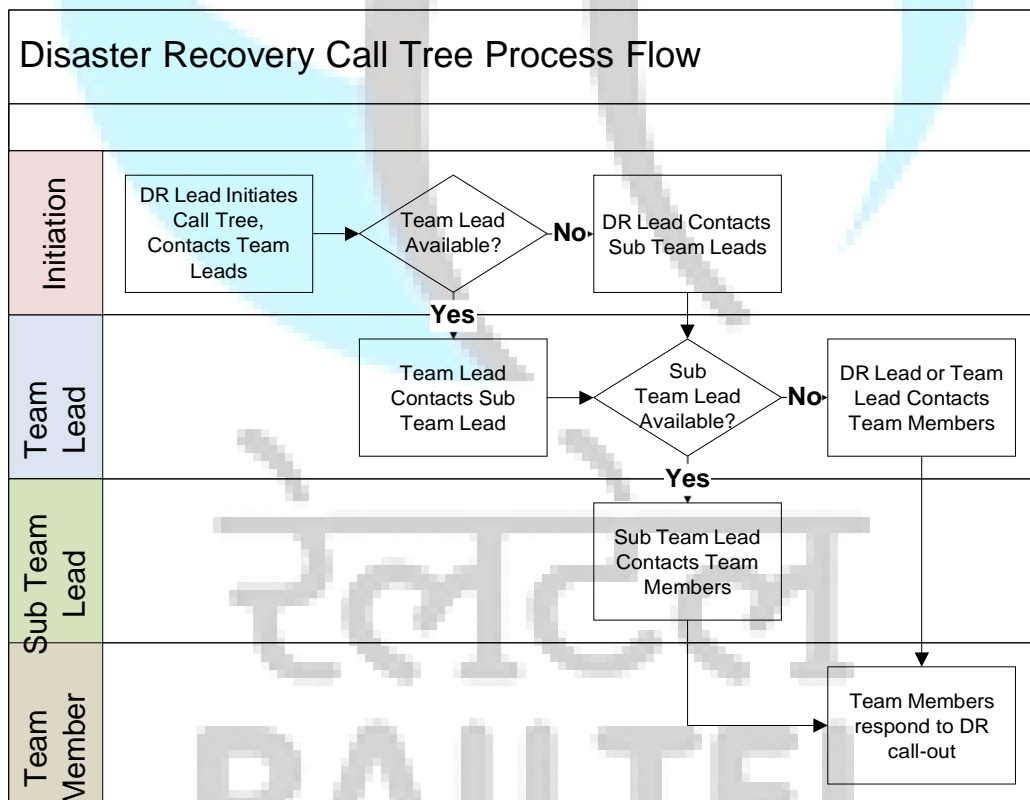 Disaster Recovery Call Tree Process Flow
Initiation
DR Lead Initiates
Call Tree,
Contacts Team
Leads
Team Lead
Available?
No
DR Lead Contacts
Sub Team Leads
Yes
Team
Lead
Team Lead
Contacts Sub
Team Lead
Sub
Team Lead
Available?
No
DR Lead or Team
Lead Contacts
Team Members
Yes
Sub Team
Lead
Sub Team Lead
Contacts Team
Members
Team
Member
Team Members
respond to DR
call-out
रेलटेल
RAILTEL